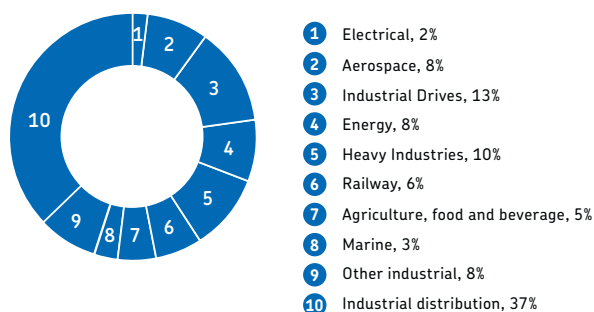 1
2
3
4
5
6
7
8
9
10
1 Electrical, 2%
2 Aerospace, 8%
3 Industrial Drives, 13%
4 Energy, 8%
5 Heavy Industries, 10%
6 Railway, 6%
7 Agriculture, food and beverage, 5%
8 Marine, 3%
9 Other industrial, 8%
10 Industrial distribution, 37%